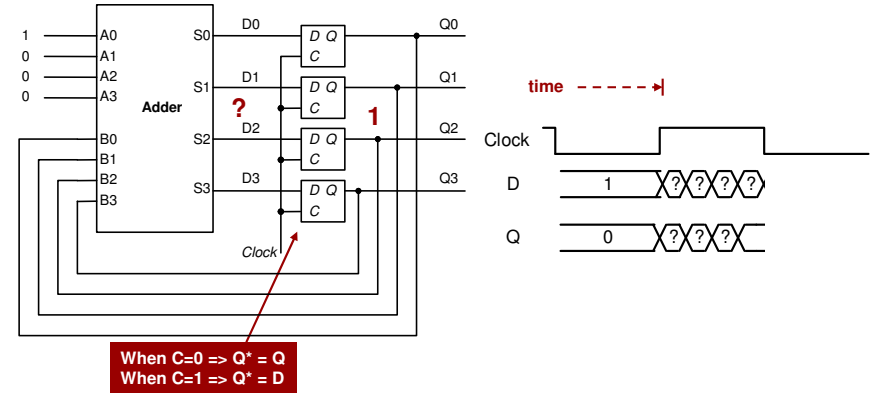 D0
Q0
1
A0
S0
D Q
0
A1
C
0
A2
S1
D1
D Q
Q1
0
A3
C
Adder
?
1
B0
S2
D2
D Q
Q2
B1
C
B2
S3
D3
D Q
Q3
B3
C
Clock
When C=0 => Q* = Q
When C=1 => Q* = D
time
Clock
D
1
? ? ? ?
Q
0
? ? ?